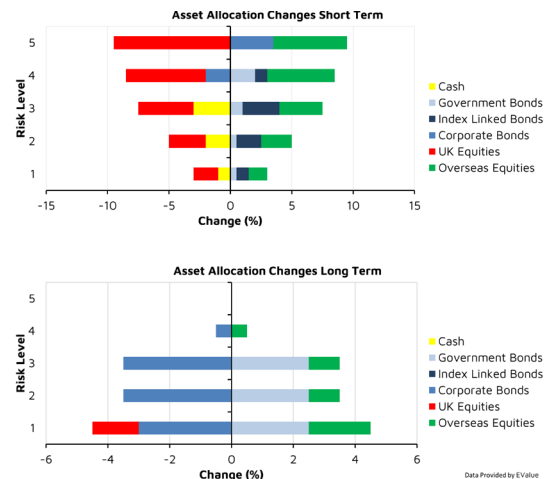 Asset Allocation Changes Short Term
Risk Level
5
4
3
2
1
-15
-10
-5
0
5
10
15
Change (%)
Cash
Government Bonds
Index Linked Bonds
Corporate Bonds
UK Equities
Overseas Equities
Asset Allocation Changes Long Term
Risk Level
5
4
3
2
1
-6
-4
-2
0
2
4
6
Change (%)
Cash
Government Bonds
Index Linked Bonds
Corporate Bonds
UK Equities
Overseas Equities
Data Provided by EValue